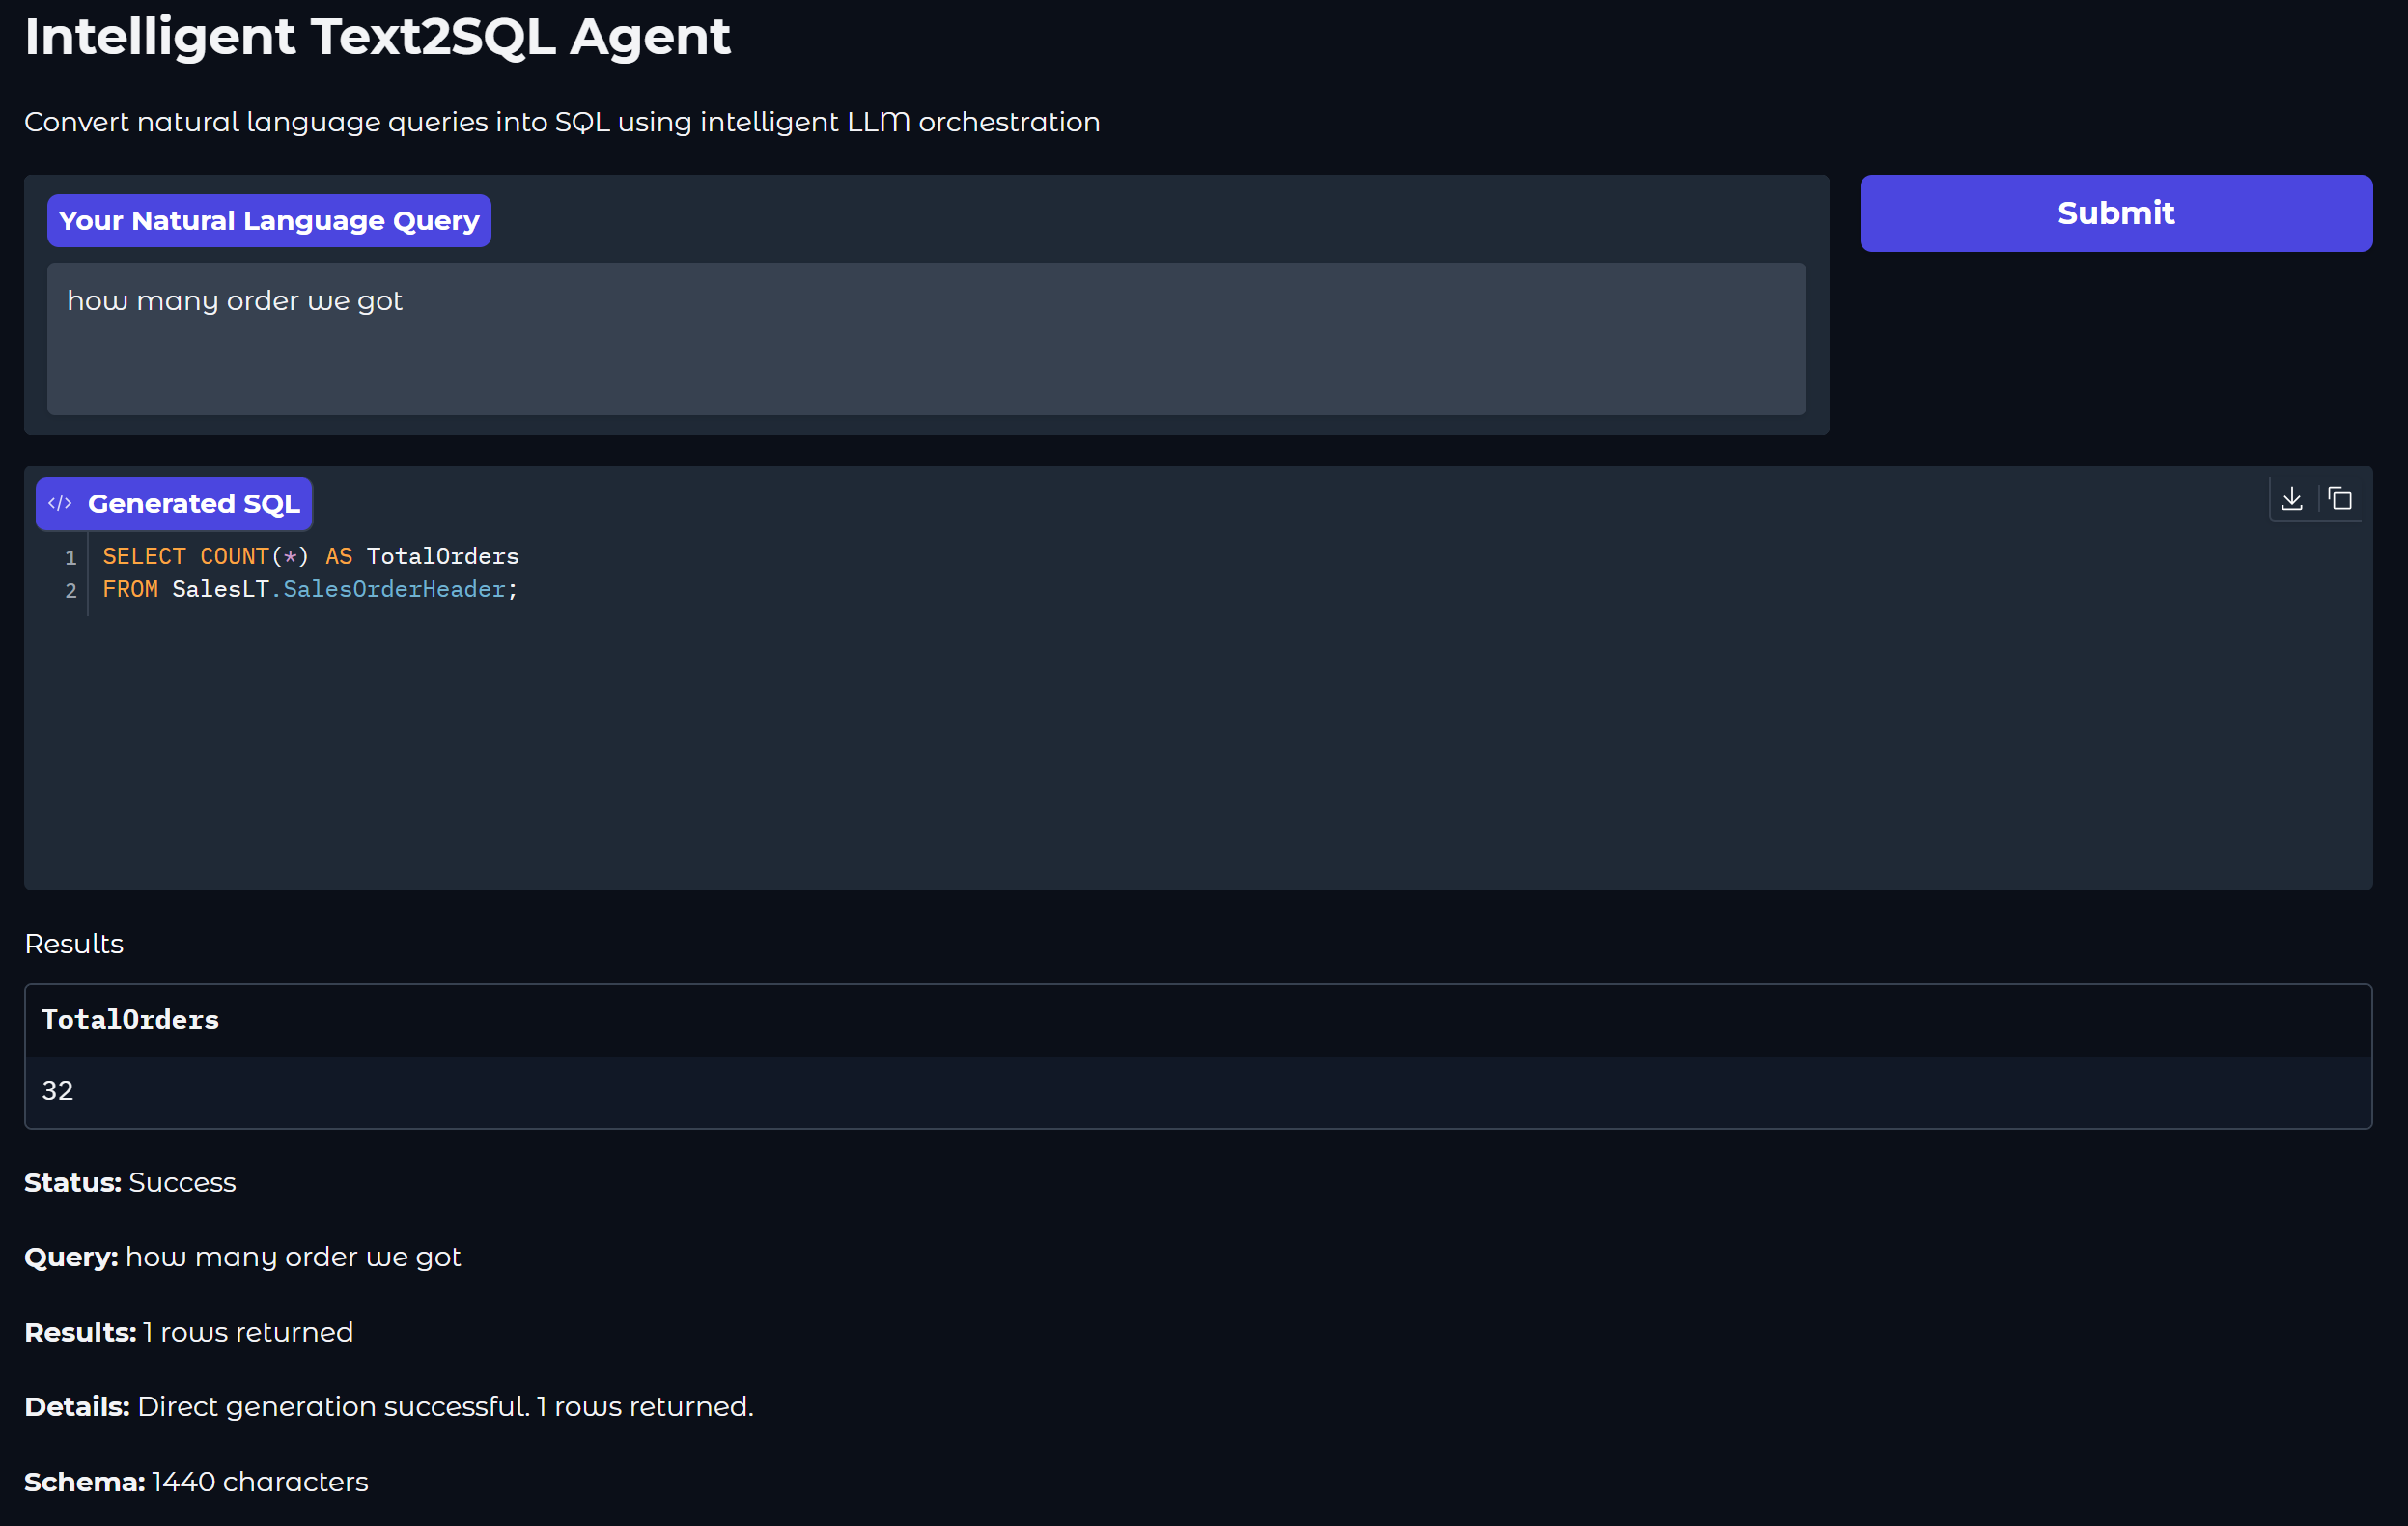 Intelligent Text2SQL Agent
Convert natural language queries into SQL using intelligent LLM orchestration
Your Natural Language Query
Submit
how many order we got
</> Generated SQL
1 SELECT COUNT(*) AS TotalOrders
2 FROM SalesLT.SalesOrderHeader;
Results
TotalOrders
32
Status: Success
Query: how many order we got
Results: 1 rows returned
Details: Direct generation successful. 1 rows returned.
Schema: 1440 characters